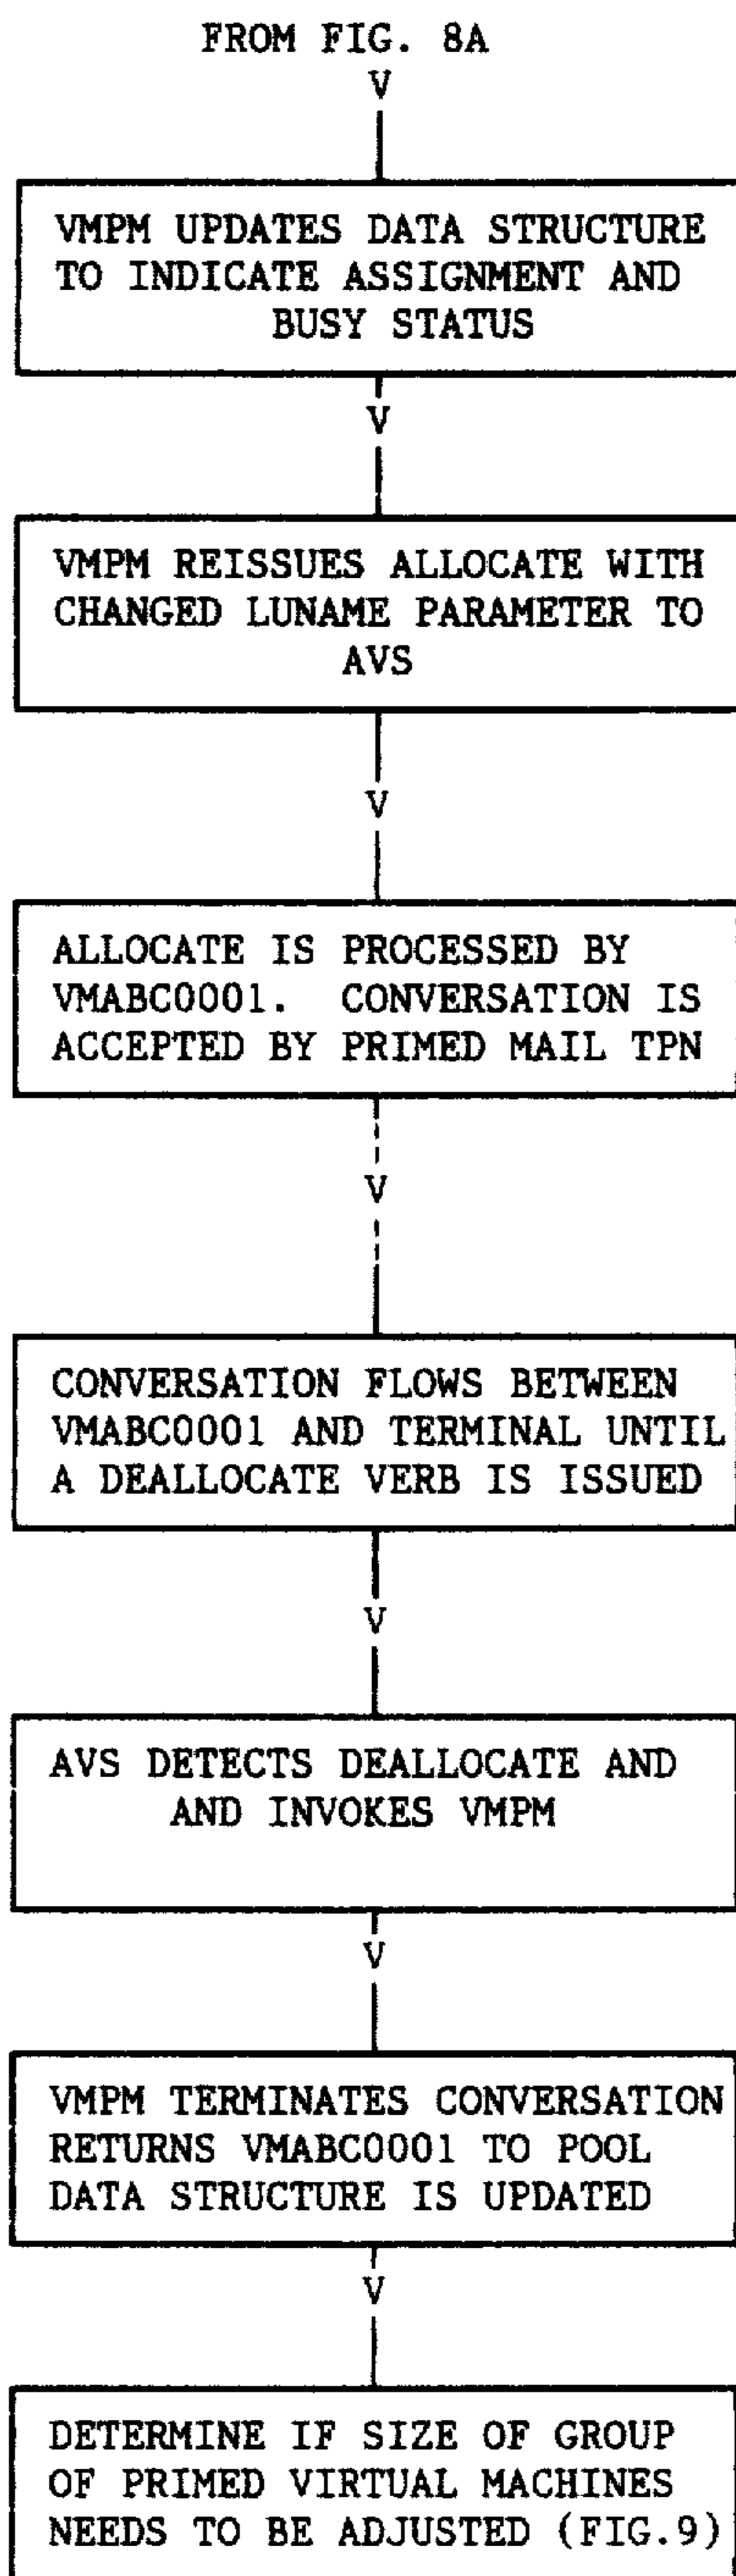 FROM FIG. 8A
V
VMPM UPDATES DATA STRUCTURE
TO INDICATE ASSIGNMENT AND
BUSY STATUS
V
VMPM REISSUES ALLOCATE WITH
CHANGED LUNAME PARAMETER TO
AVS
V
ALLOCATE IS PROCESSED BY
VMABC0001. CONVERSATION IS
ACCEPTED BY PRIMED MAIL TPN
V
CONVERSATION FLOWS BETWEEN
VMABC0001 AND TERMINAL UNTIL
A DEALLOCATE VERB IS ISSUED
V
AVS DETECTS DEALLOCATE AND
AND INVOKES VMPM
V
VMPM TERMINATES CONVERSATION
RETURNS VMABC0001 TO POOL
DATA STRUCTURE IS UPDATED
V
DETERMINE IF SIZE OF GROUP
OF PRIMED VIRTUAL MACHINES
NEEDS TO BE ADJUSTED (FIG.9)